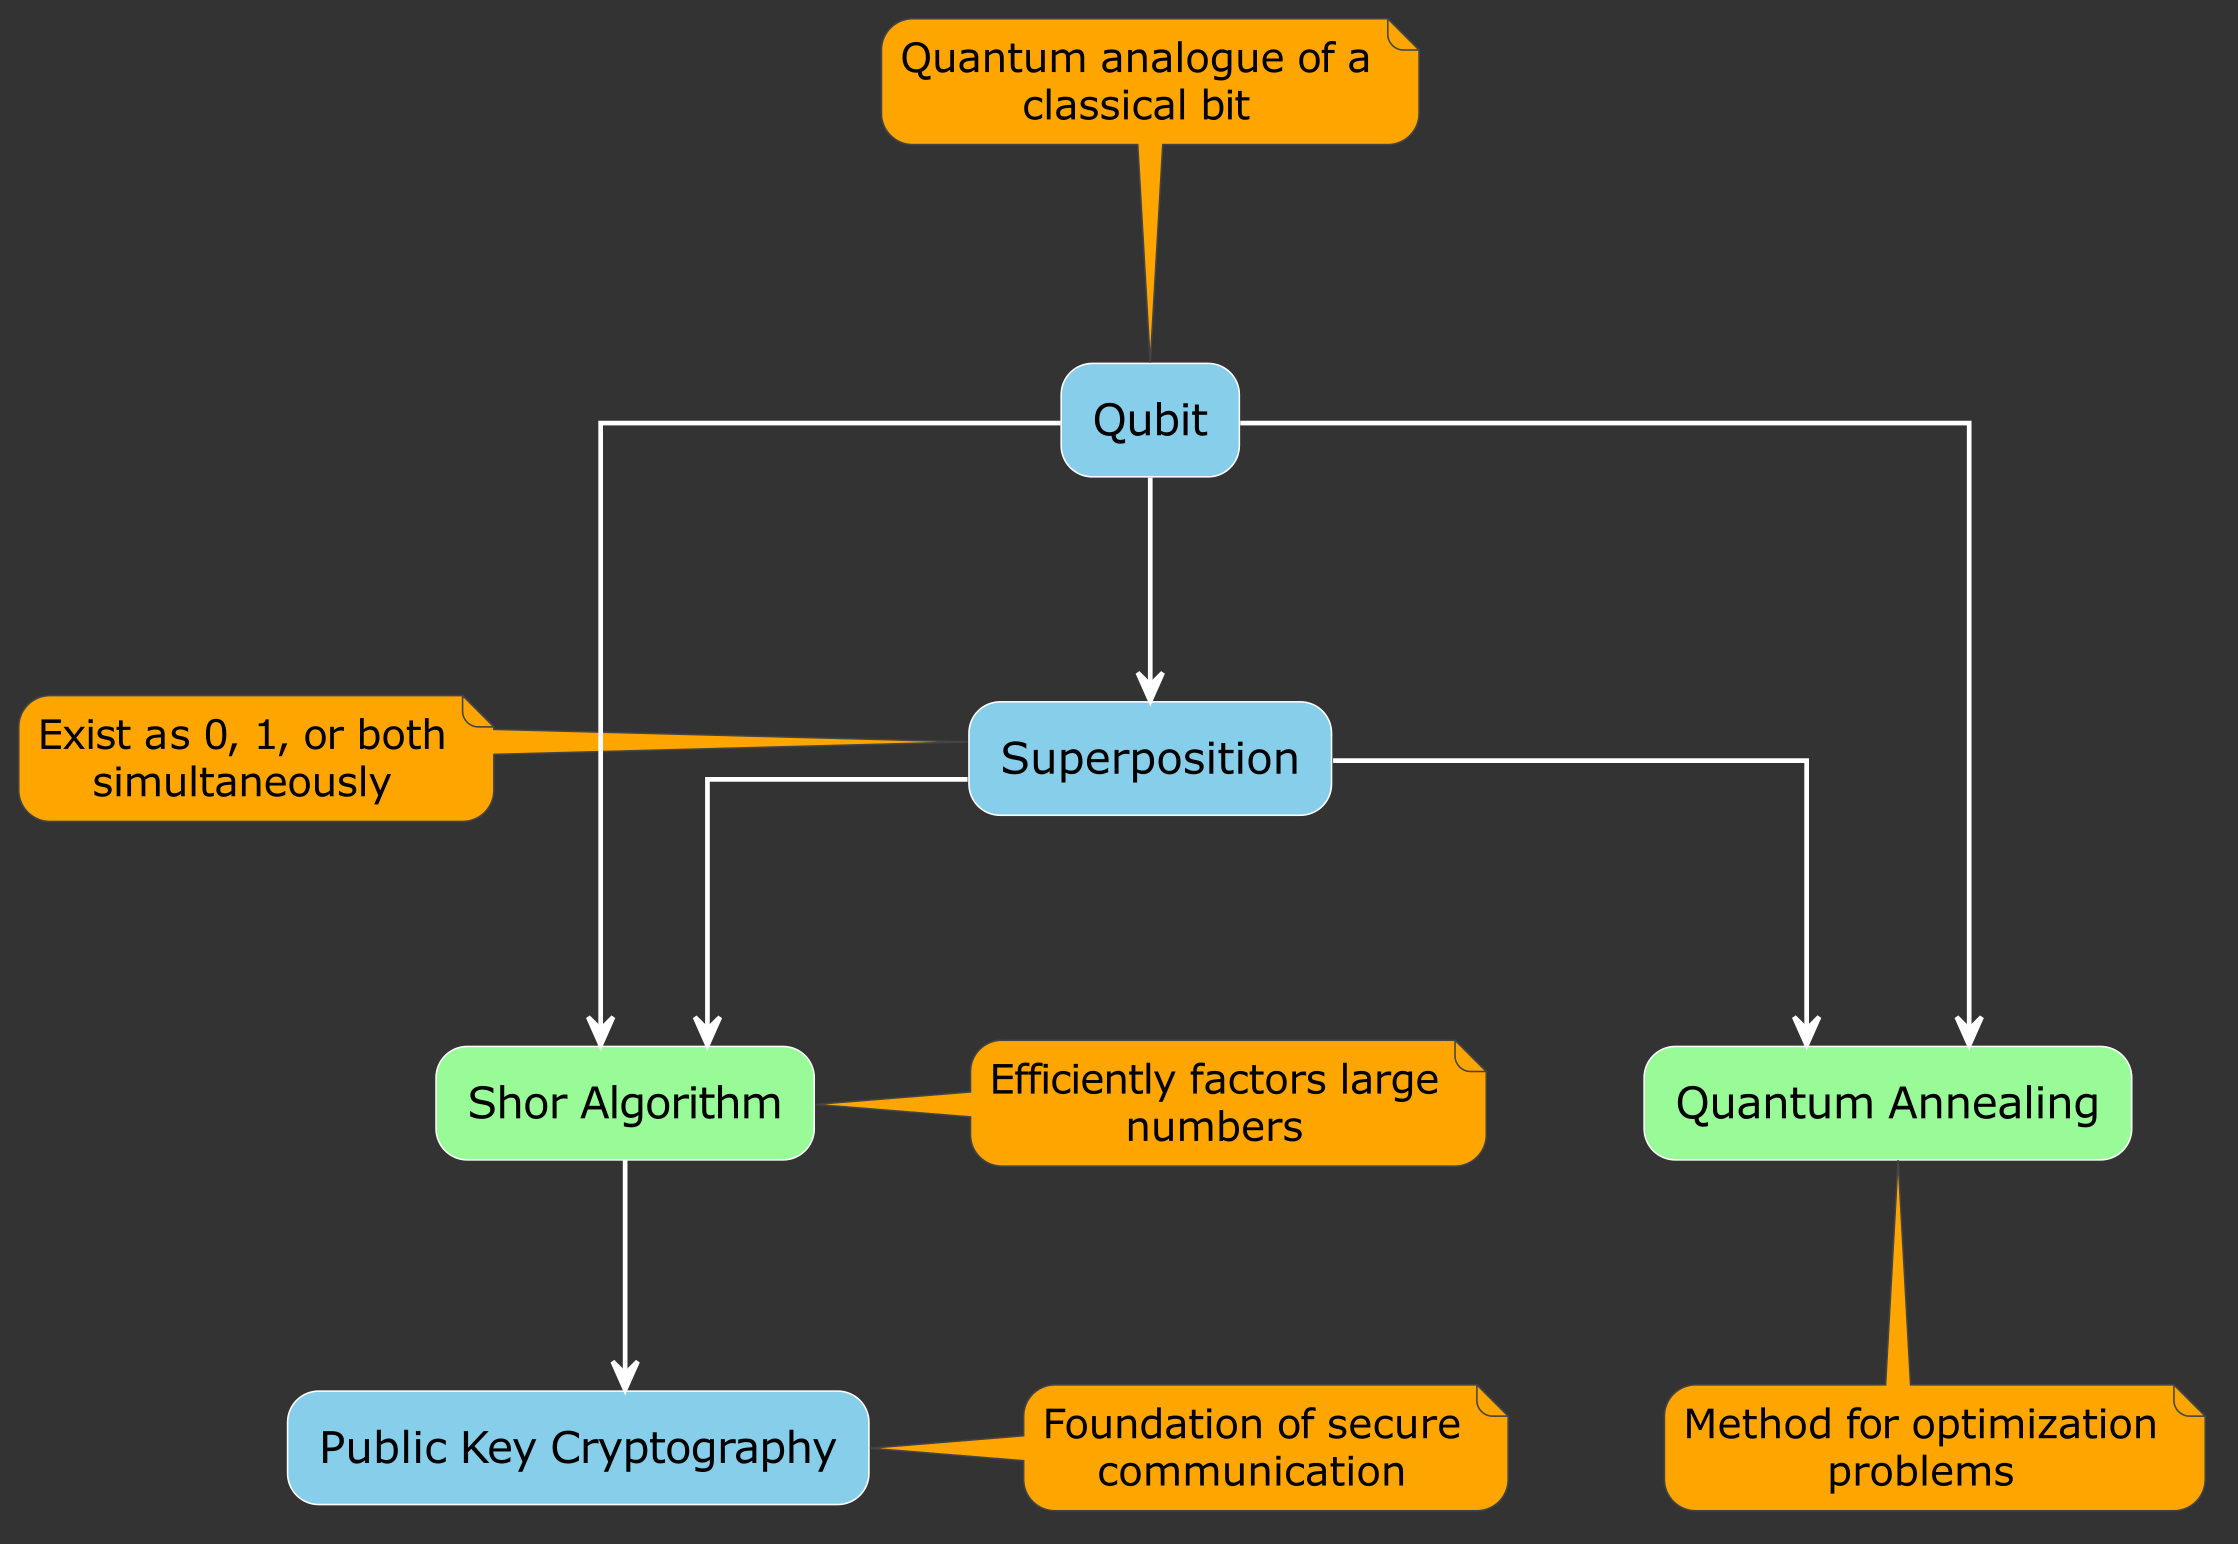 Quantum analogue of a
classical bit
Qubit
Exist as 0, 1, or both
simultaneously
Superposition
Shor Algorithm
Efficiently factors large
numbers
Quantum Annealing
Public Key Cryptography
Foundation of secure
communication
Method for optimization
problems